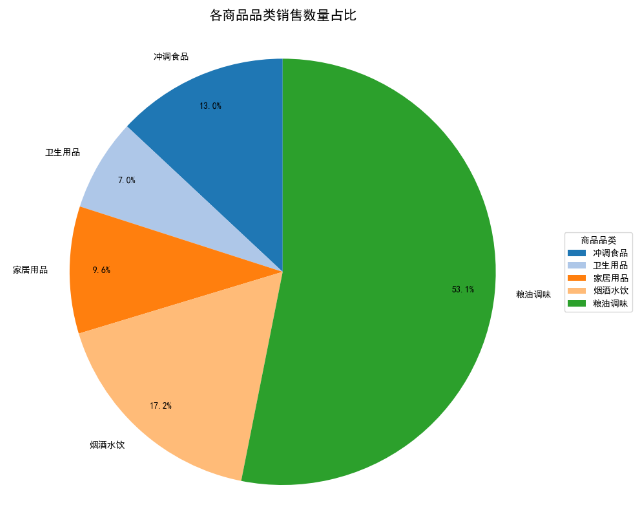 各商品品类销售数量占比
冲调食品
13.0%
卫生用品
7.0%
家居用品
9.6%
53.1%
粮油调味
17.2%
烟酒水饮
商品品类
冲调食品
卫生用品
家居用品
烟酒水饮
粮油调味